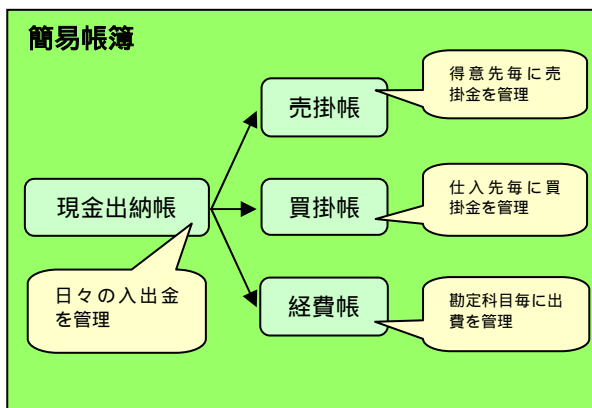 簡易帳簿
得意先毎に売
掛金を管理
売掛帳
現金出納帳
買掛帳
仕入先毎に買
掛金を管理
日々の入出金
を管理
経費帳
勘定科目毎に出
費を管理